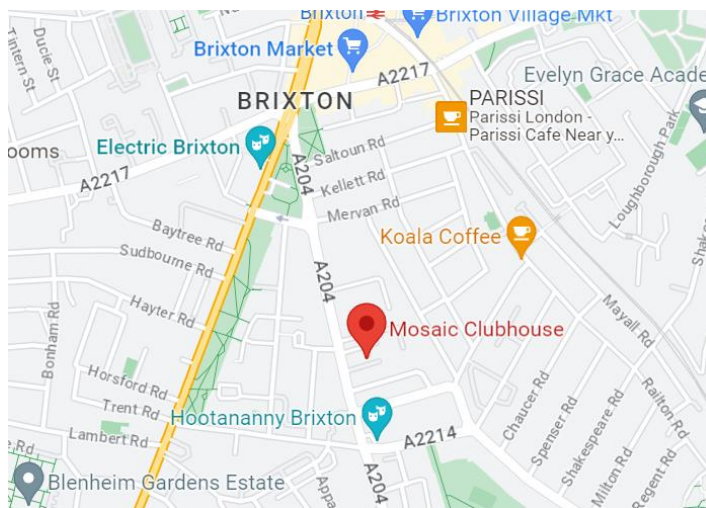 Brixton
Brixton Village Mkt
Brixton Market
A2217
BRIXTON
Evelyn Grace Acade
PARISSI
Parissi London -
Parissi Cafe Near y...
Tintern St
Ducie St
ooms
Electric Brixton
A2217
A204
Saltoun Rd
Kellett Rd
Mervan Rd
Loughborough Park
Shakes
Baytree Rd
Sudbourne Rd
Koala Coffee
A204
Hayter Rd
Bonham Rd
Mosaic Clubhouse
Mayall Rd
Horsford Rd
Trent Rd
Lambert Rd
Hootananny Brixton
A2214
Chaucer Rd
Spenser Rd
Shakespeare Rd
Railton Rd
Milton Rd
Regent Rd
Blenheim Gardens Estate
Appa
A204